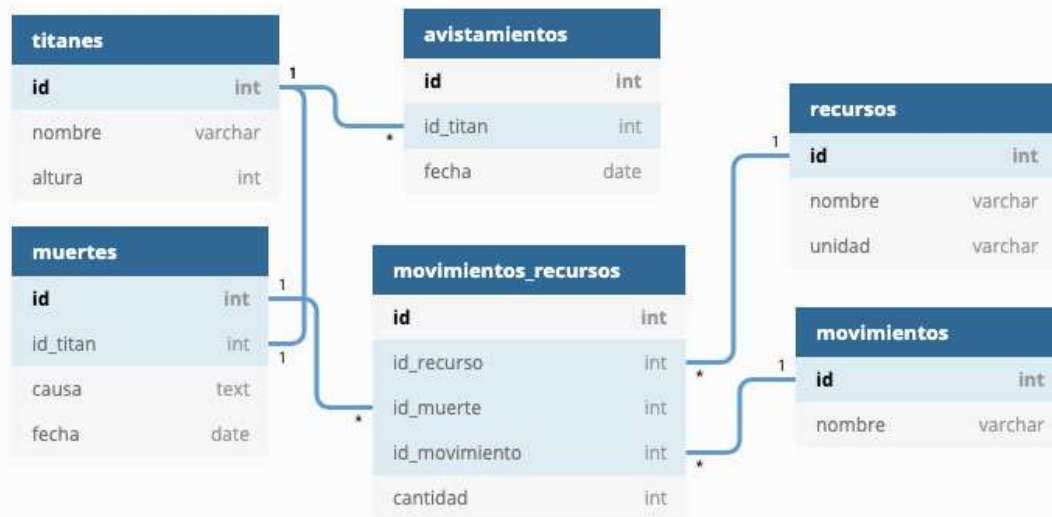 titanes
id int
nombre varchar
altura int
avistamientos
id int
id_titan int
fecha date
recursos
id int
nombre varchar
unidad varchar
muertes
id int
id_titan int
causa text
fecha date
movimientos_recursos
id int
id_recurso int
id_muerte int
id_movimiento int
cantidad int
movimientos
id int
nombre varchar
1
*
1
1
1
*
*
1
*